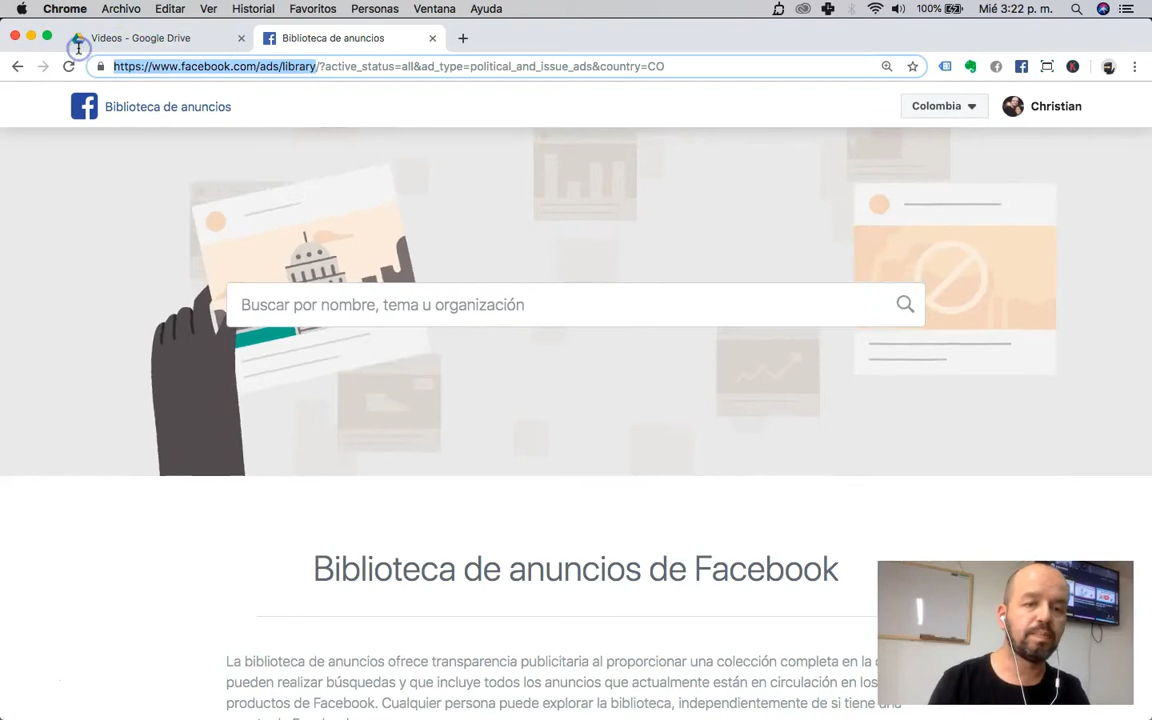 Chrome Archivo Editar Ver Historial Favoritos Personas Ventana Ayuda 100% Mié 3:22 p. m.
Videos - Google Drive Biblioteca de anuncios
https://www.facebook.com/ads/library/?active_status=all&ad_type=political_and_issue_ads&country=CO
Biblioteca de anuncios Colombia Christian
Buscar por nombre, tema u organización
Biblioteca de anuncios de Facebook
La biblioteca de anuncios ofrece transparencia publicitaria al proporcionar una colección completa en la
pueden realizar búsquedas y que incluye todos los anuncios que actualmente están en circulación en los
productos de Facebook. Cualquier persona puede explorar la biblioteca, independientemente de si tiene